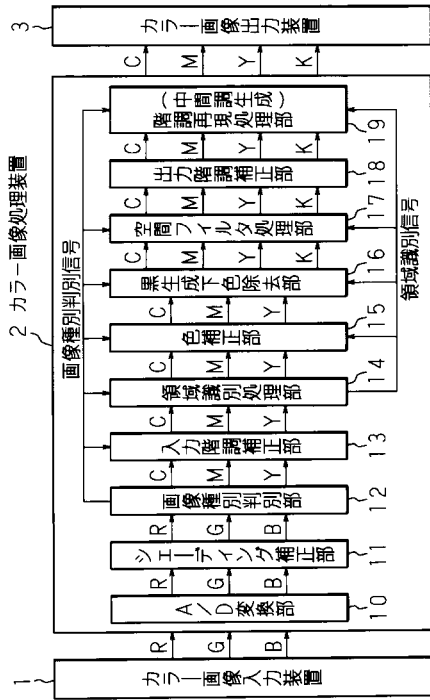 1
カラー画像入力装置
2 カラー画像処理装置
画像種別判別信号
R
G
B
A/D変換部
10
R
G
B
シェーディング補正部
11
R
G
B
画像種別判別部
12
C
M
Y
入力階調補正部
13
C
M
Y
領域識別処理部
14
C
M
Y
色補正部
15
C
M
Y
黒生成下色除去部
16
C
M
Y
K
空間フィルタ処理部
17
C
M
Y
K
出力階調補正部
18
C
M
Y
K
(中間調生成)
階調再現処理部
19
領域識別信号
C
M
Y
K
3
カラー画像出力装置